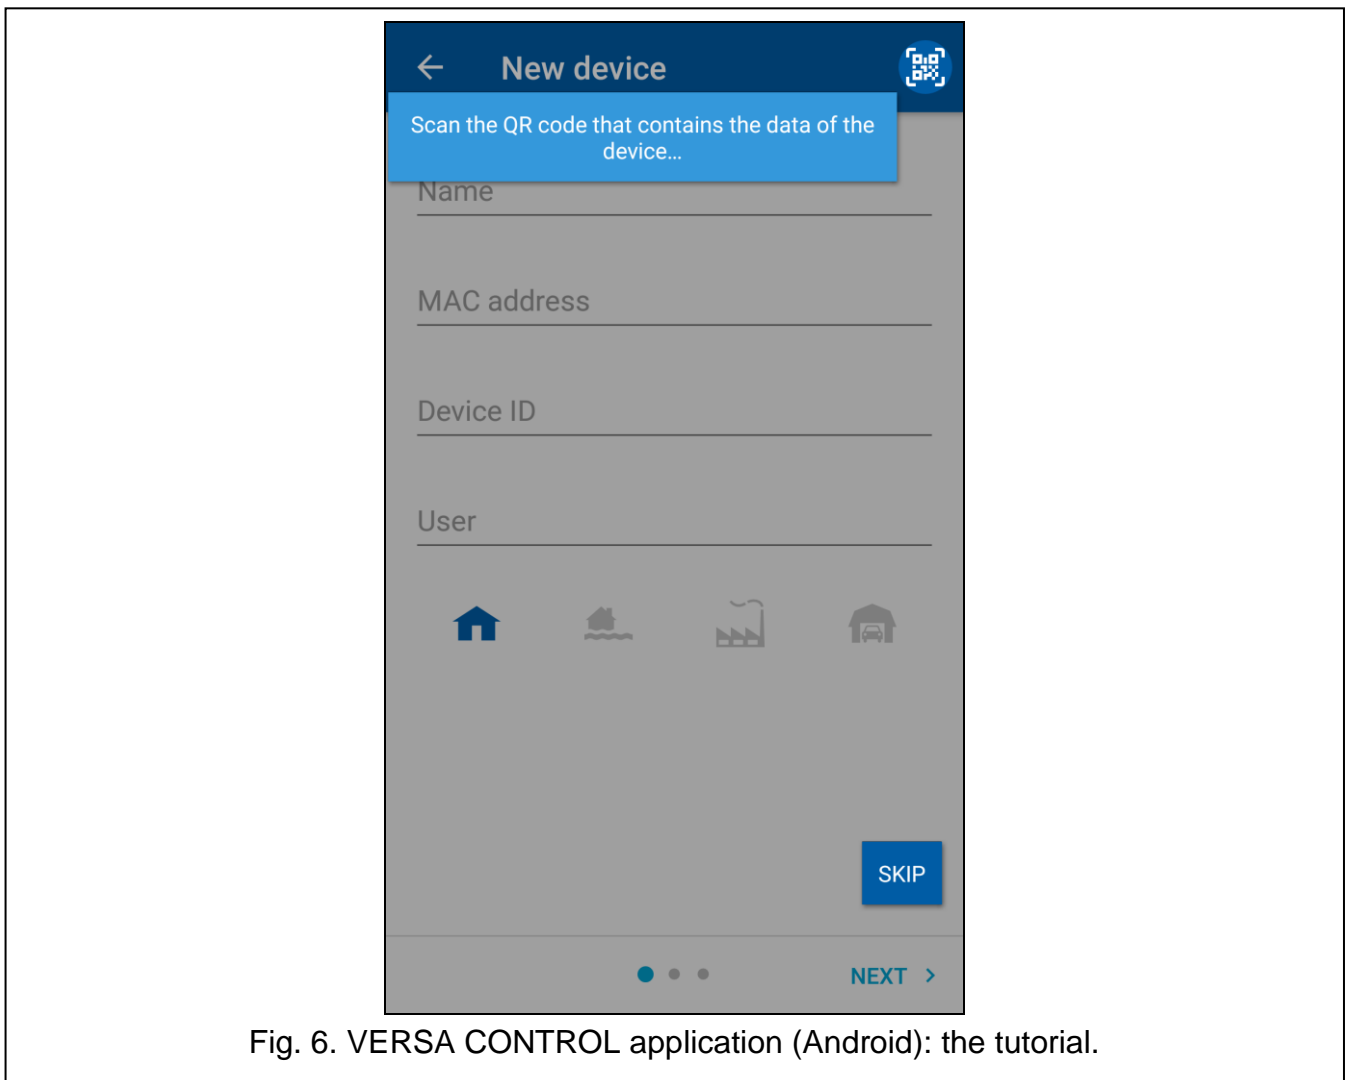 New device
Scan the QR code that contains the data of the
device...
Name
MAC address
Device ID
User
SKIP
NEXT >
Fig. 6. VERSA CONTROL application (Android): the tutorial.